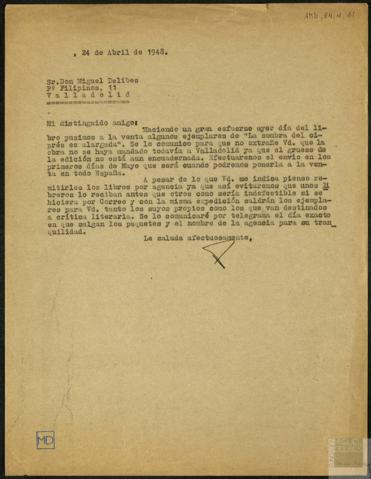 AMD, 84, 4, 11
24 de Abril de 1948.
Sr. Don Miguel Delibes
Pº Filipinos, 11
Valladolid
Mi distinguido amigo:
Haciendo un gran esfuerzo ayer día del li-
bro pusimos a la venta algunos ejemplares de "La sombra del ci-
prés es alargada". Se lo comunico para que no extrañe Vd. que la
obra no se haya mandado todavía a Valladolid ya que el grueso de
la edición no está aun encuadernada. Efectuaremos el envío en los
primeros días de Mayo que será cuando podremos ponerla a la ven-
ta en toda España.
A pesar de lo que Vd. me indica pienso re-
mitirles los libros por agencia ya que así evitaremos que unos li
breros lo reciban antes que otros como sería indefectible si se
hiciera por Correo y con la misma expedición saldrán los ejempla-
res para Vd. tanto los suyos propios como los que van destinados
a crítica literaria. Se lo comunicaré por telegrama el día exacto
en que salgan los paquetes y el nombre de la agencia para su tran
quilidad.
Le saluda afectuosamente,
MD